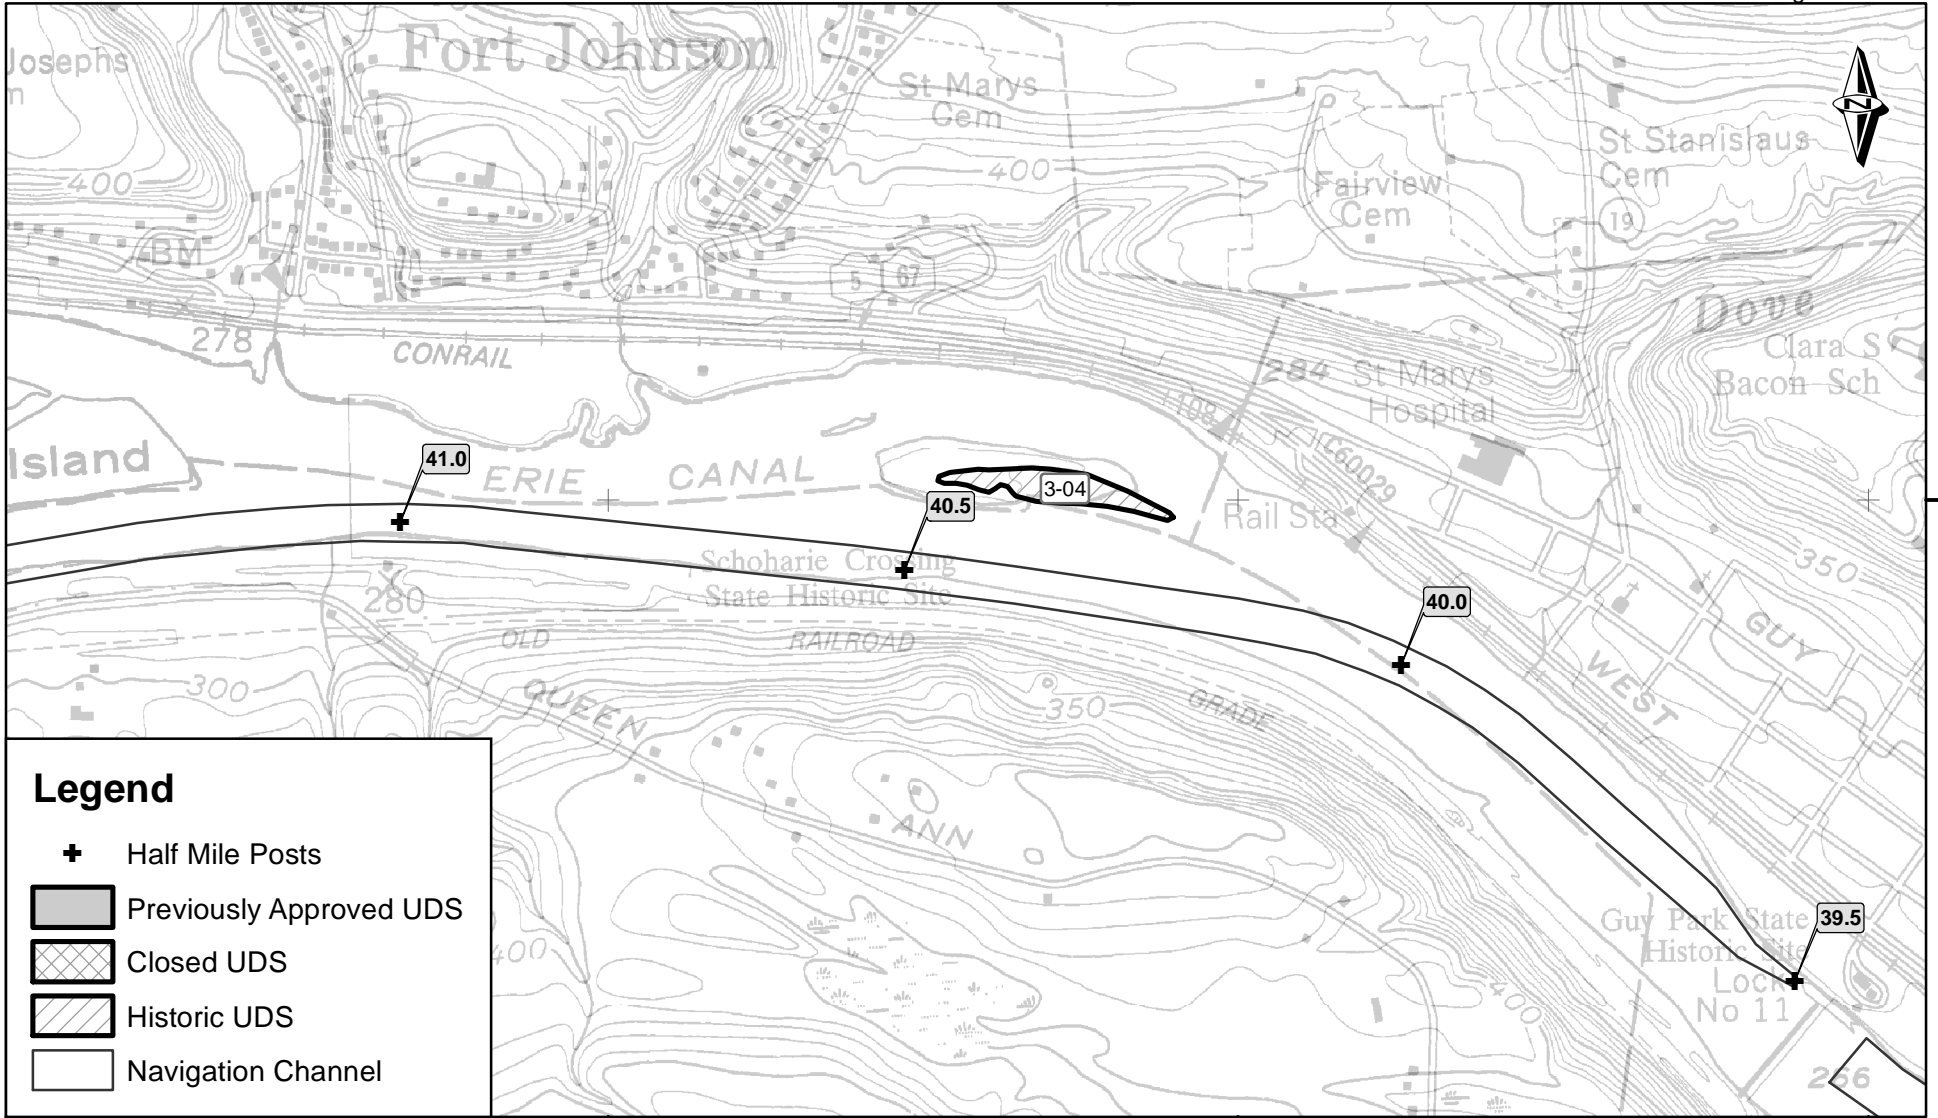 Fort Johnson
Josephs
m
St Marys
Cem
St Stanislaus
Cem
N
400
400
Fairview
Cem
19
BM
5
67
Dove
278
CONRAIL
Clara S
Bacon Sch
284
St Marys
Hospital
1108
IC60029
Island
41.0
ERIE CANAL
3-04
40.5
Rail Sta
Schoharie Crossing
State Historic Site
350
280
40.0
OLD RAILROAD GRADE
GUY
WEST
300
QUEEN
350
ANN
Legend
Half Mile Posts
Previously Approved UDS
Closed UDS
Historic UDS
Navigation Channel
400
Guy Park State
Historic Site
39.5
Lock
No 11
400
266